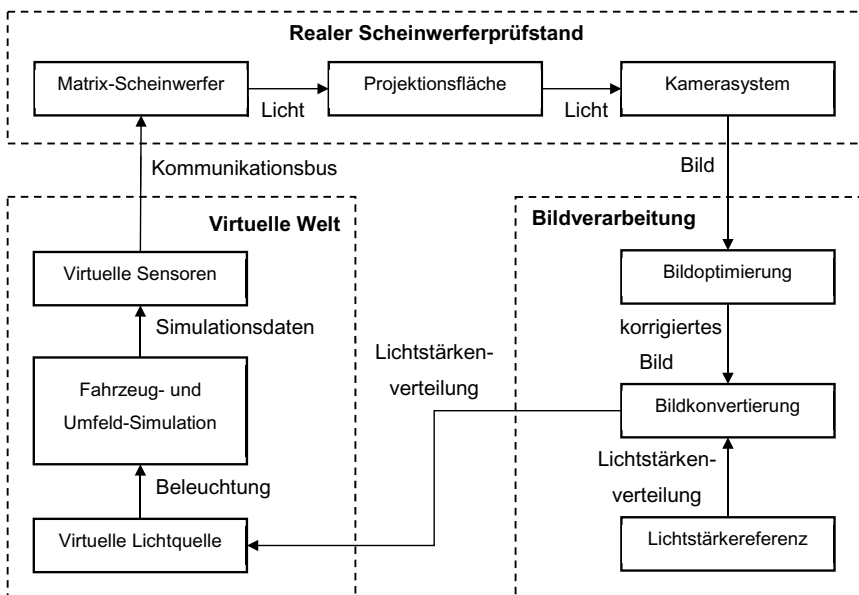 Realer Scheinwerferprüfstand
Matrix-Scheinwerfer
Licht
Projektionsfläche
Licht
Kamerasystem
Kommunikationsbus
Bild
Virtuelle Welt
Virtuelle Sensoren
Simulationsdaten
Fahrzeug- und
Umfeld-Simulation
Beleuchtung
Virtuelle Lichtquelle
Lichtstärken-
verteilung
Bildverarbeitung
Bildoptimierung
korrigiertes
Bild
Bildkonvertierung
Lichtstärken-
verteilung
Lichtstärkereferenz